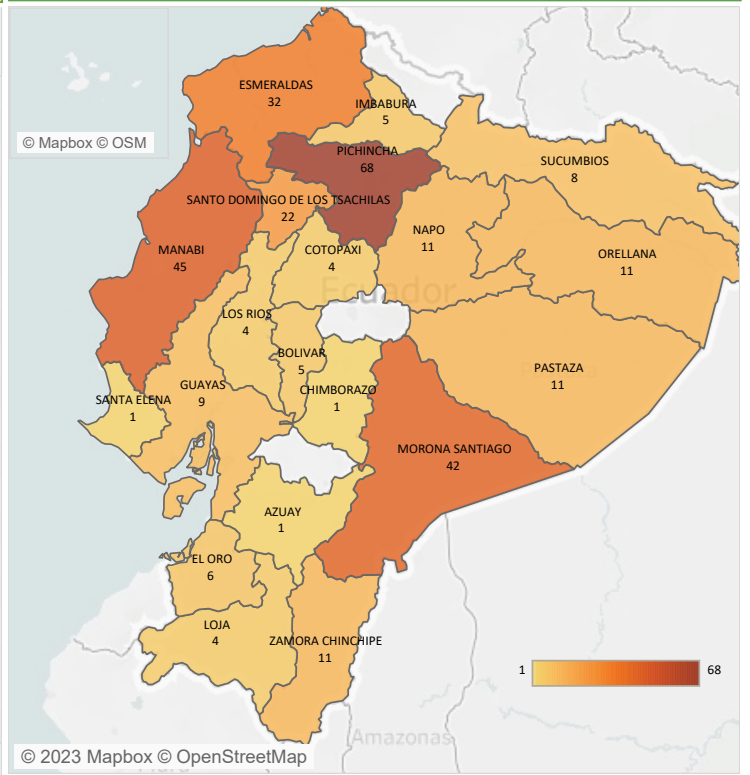 © Mapbox © OSM
ESMERALDAS
32
IMBABURA
5
PICHINCHA
68
SUCUMBIOS
8
SANTO DOMINGO DE LOS TSACHILAS
22
MANABI
45
COTOPAXI
4
NAPO
11
ORELLANA
11
Ecuador
LOS RIOS
4
BOLIVAR
5
PASTAZA
11
GUAYAS
9
CHIMBORAZO
1
SANTA ELENA
1
MORONA SANTIAGO
42
AZUAY
1
EL ORO
6
LOJA
4
ZAMORA CHINCHIPE
11
1
68
Amazonas
© 2023 Mapbox © OpenStreetMap